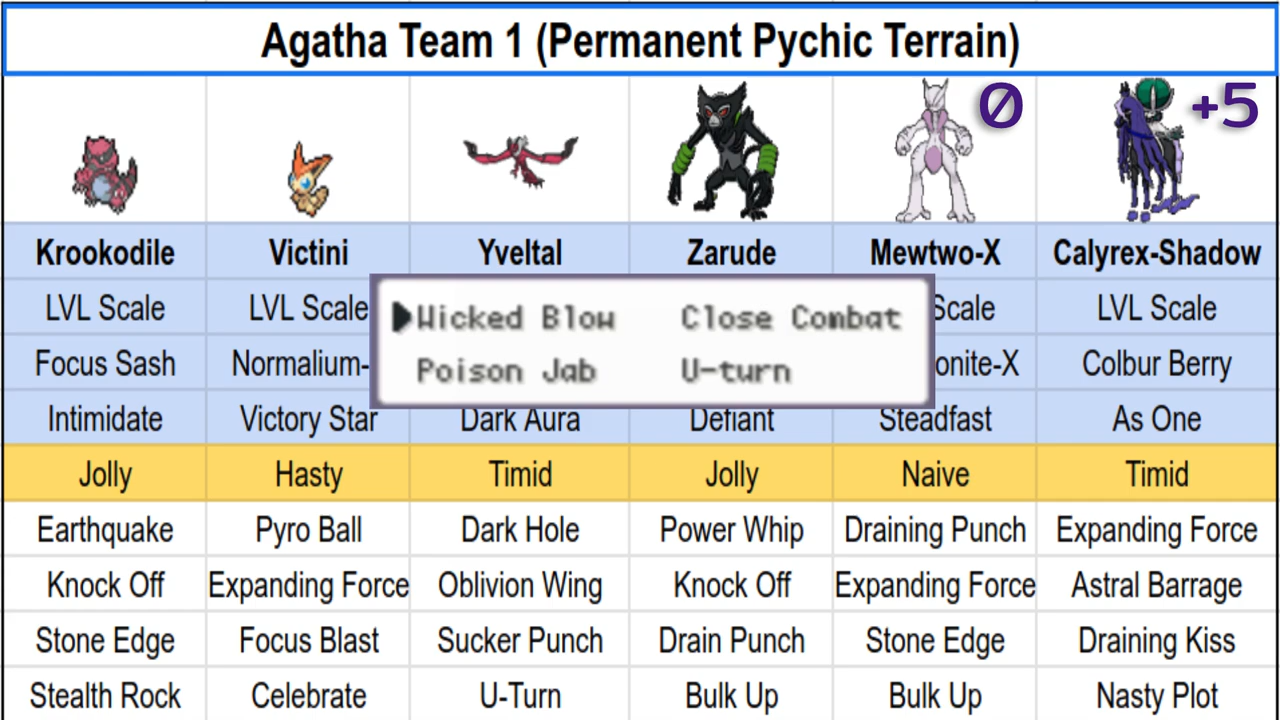 Agatha Team 1 (Permanent Pychic Terrain)
0 +5
Krookodile Victini Yveltal Zarude Mewtwo-X Calyrex-Shadow
LVL Scale LVL Scale Scale LVL Scale
Focus Sash Normalium- onite-X Colbur Berry
Wicked Blow Close Combat
Poison Jab U-turn
Intimidate Victory Star Dark Aura Defiant Steadfast As One
Jolly Hasty Timid Jolly Naive Timid
Earthquake Pyro Ball Dark Hole Power Whip Draining Punch Expanding Force
Knock Off Expanding Force Oblivion Wing Knock Off Expanding Force Astral Barrage
Stone Edge Focus Blast Sucker Punch Drain Punch Stone Edge Draining Kiss
Stealth Rock Celebrate U-Turn Bulk Up Bulk Up Nasty Plot